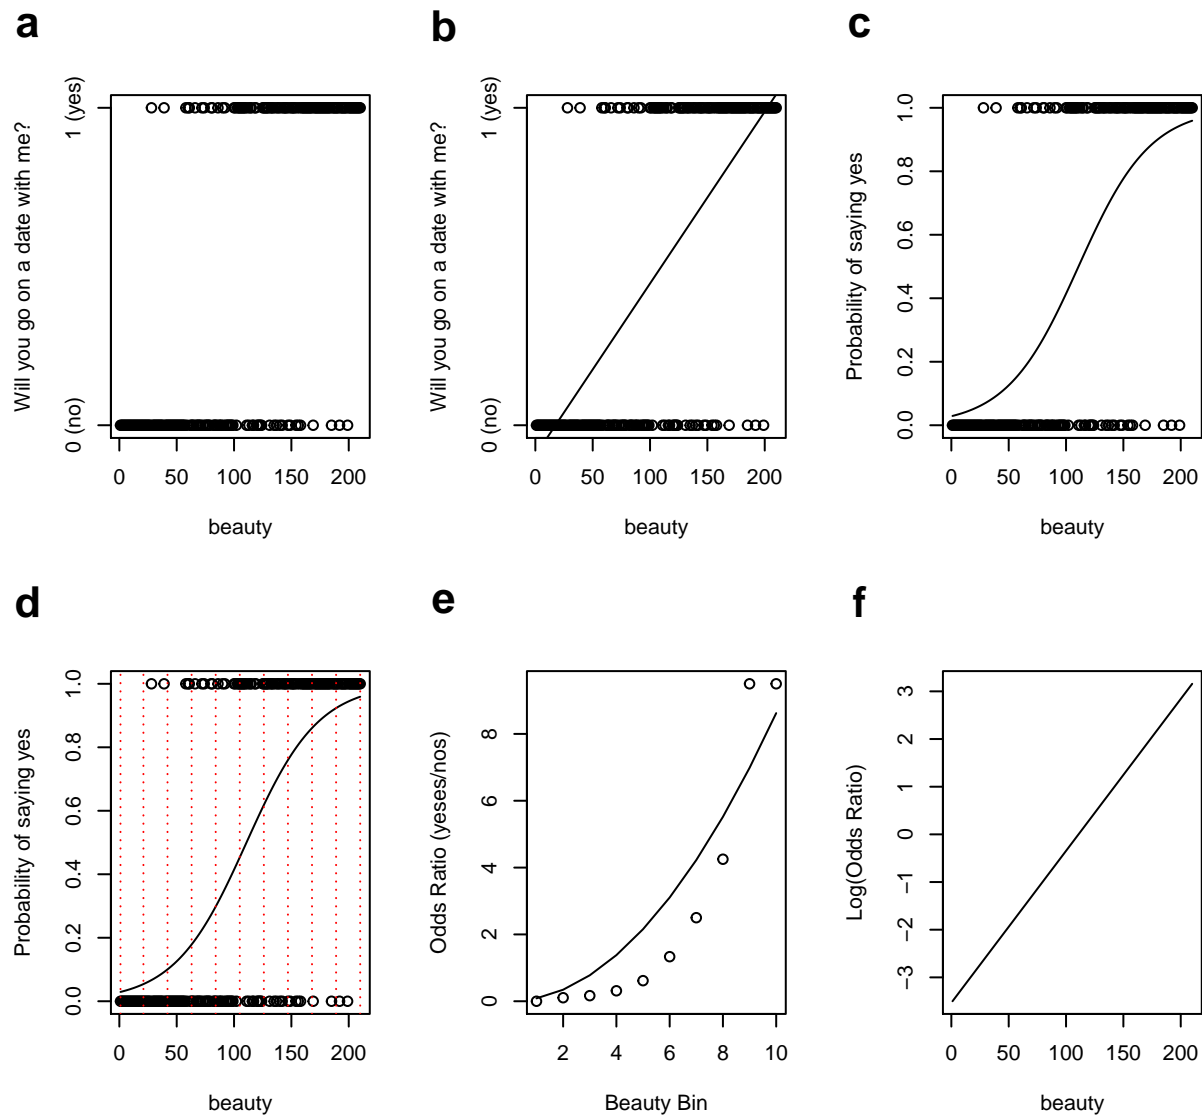 a
b
c
Will you go on a date with me?
0 (no)
1 (yes)
0
50
100
150
200
beauty
Will you go on a date with me?
0 (no)
1 (yes)
0
50
100
150
200
beauty
Probability of saying yes
0.0
0.2
0.4
0.6
0.8
1.0
0
50
100
150
200
beauty
d
e
f
Probability of saying yes
0.0
0.2
0.4
0.6
0.8
1.0
0
50
100
150
200
beauty
Odds Ratio (yeses/nos)
0
2
4
6
8
2
4
6
8
10
Beauty Bin
Log(Odds Ratio)
−3
−2
−1
0
1
2
3
0
50
100
150
200
beauty